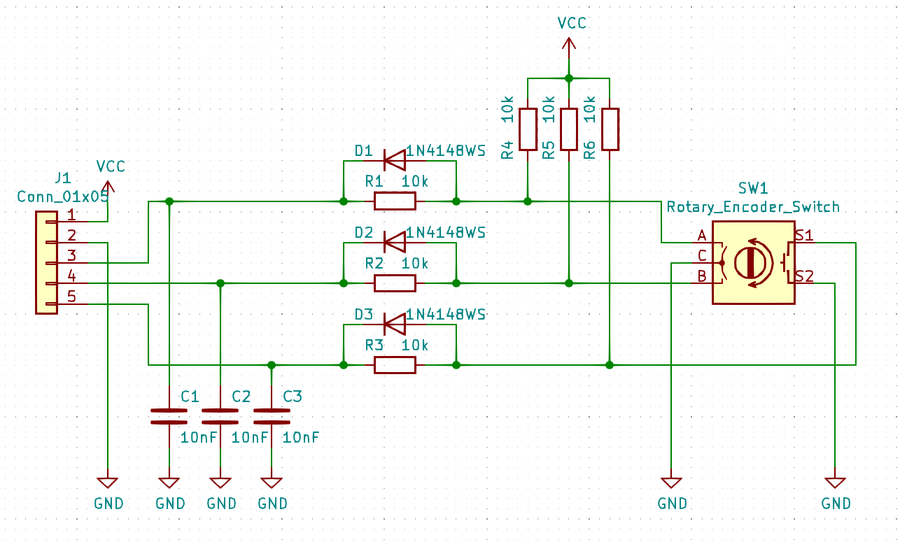 VCC
10k
10k
10k
R4
R5
R6
D1
1N4148WS
R1
10k
J1
Conn_01x05
VCC
1
2
3
4
5
D2
1N4148WS
R2
10k
D3
1N4148WS
R3
10k
SW1
Rotary_Encoder_Switch
A
C
B
S1
S2
C1
C2
C3
10nF
10nF
10nF
GND
GND
GND
GND
GND
GND